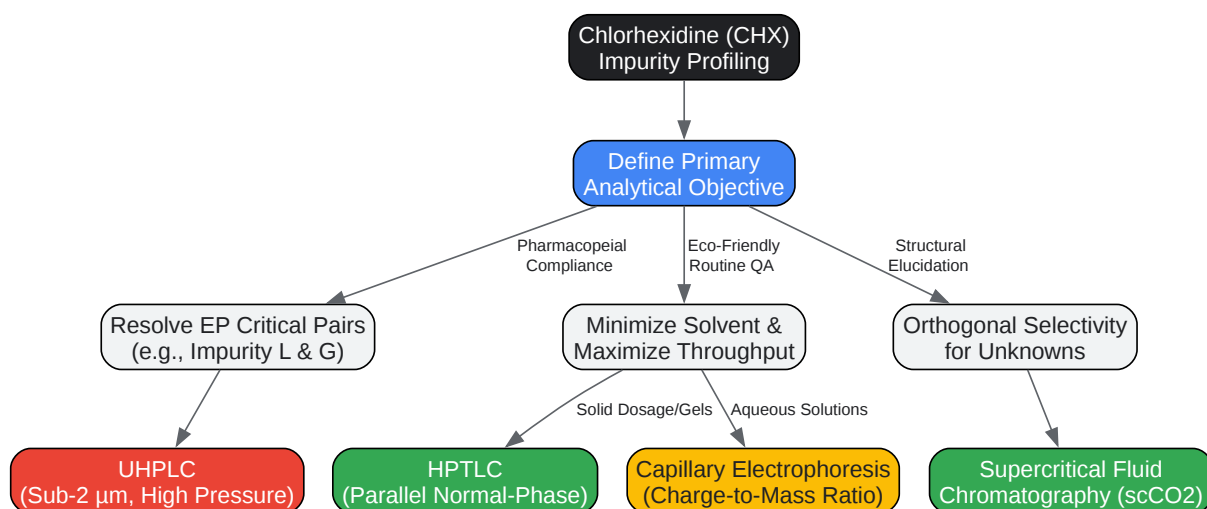 Chlorhexidine (CHX)
Impurity Profiling
Define Primary
Analytical Objective
Pharmacopeial
Compliance
Eco-Friendly
Routine QA
Structural
Elucidation
Resolve EP Critical Pairs
(e.g., Impurity L & G)
Minimize Solvent &
Maximize Throughput
Orthogonal Selectivity
for Unknowns
Solid Dosage/Gels
Aqueous Solutions
UHPLC
(Sub-2 µm, High Pressure)
HPTLC
(Parallel Normal-Phase)
Capillary Electrophoresis
(Charge-to-Mass Ratio)
Supercritical Fluid
Chromatography (scCO2)